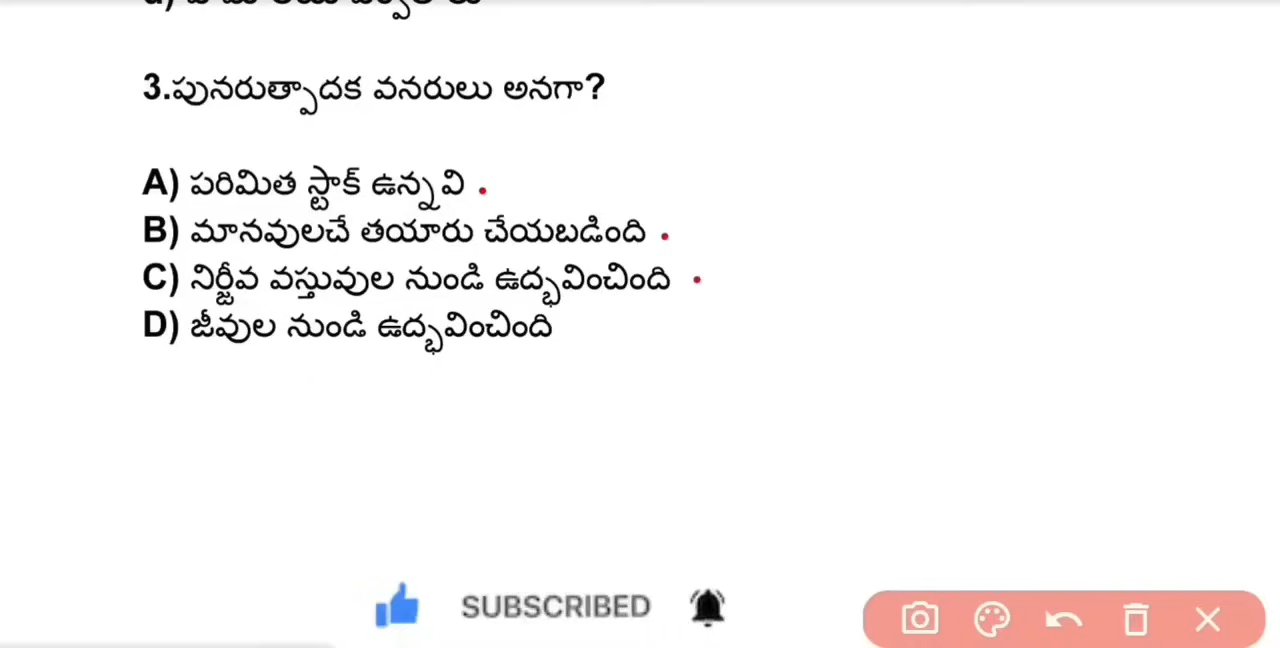 3.పునరుత్పాదక వనరులు అనగా?
A) పరిమిత స్టాక్ ఉన్నవి
B) మానవులచే తయారు చేయబడింది
C) నిర్జీవ వస్తువుల నుండి ఉద్భవించింది
D) జీవుల నుండి ఉద్భవించింది
SUBSCRIBED